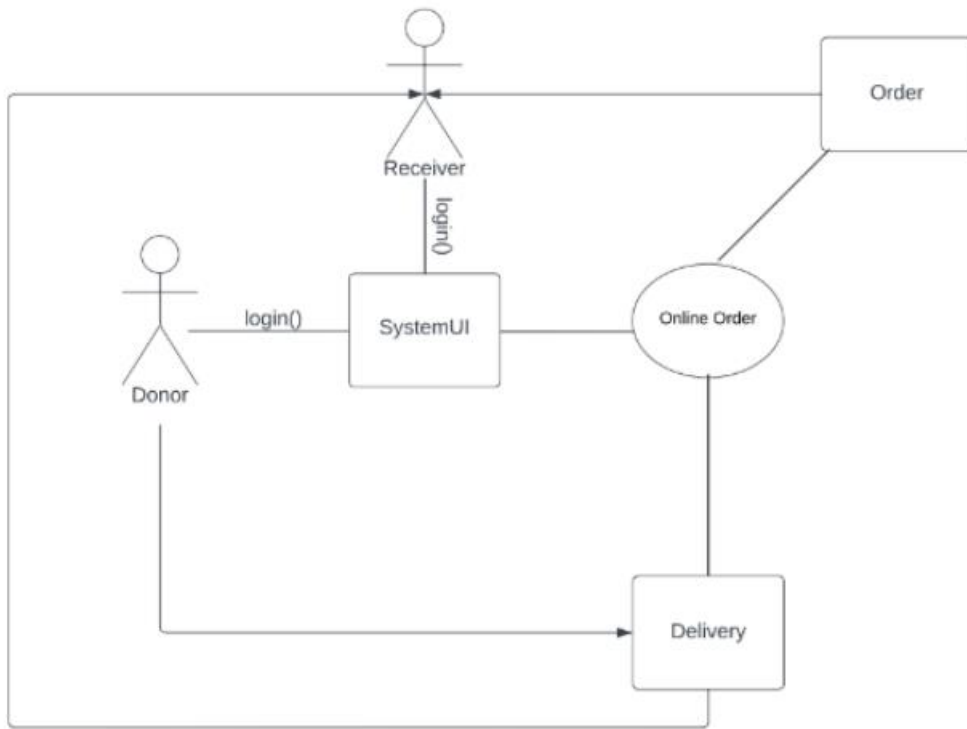 Order
Receiver
login()
login()
SystemUI
Online Order
Donor
Delivery